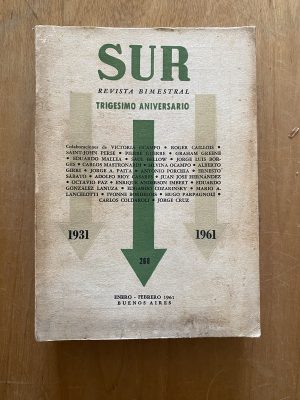 SUR
REVISTA BIMESTRAL
TRIGESIMO ANIVERSARIO
Colaboraciones de VICTORIA OCAMPO • ROGER CAILLOIS •
SAINT-JOHN PERSE • PIERRE EMMANUEL • GRAHAM GREENE
• EDUARDO MALLEA • SAUL BELLOW • JORGE LUIS BOR-
GES • CARLOS MASTRONARDI • SILVINA OCAMPO • ALBERTO
GIRRI • JORGE A. PAITA • ANTONIO PORCHIA • ERNESTO
SABATO • ADOLFO BIOY CASARES • JUAN JOSE HERNANDEZ
• OCTAVIO PAZ • ENRIQUE ANDERSON IMBERT • EDUARDO
GONZALEZ LANUZA • EDGARDO COZARINSKY • MARIO A.
LANCELOTTI • IVONNE BORDELOIS • HUGO PARPAGNOLI •
CARLOS COLDAROLI • JORGE CRUZ
1931
1961
268
ENERO - FEBRERO 1961
BUENOS AIRES